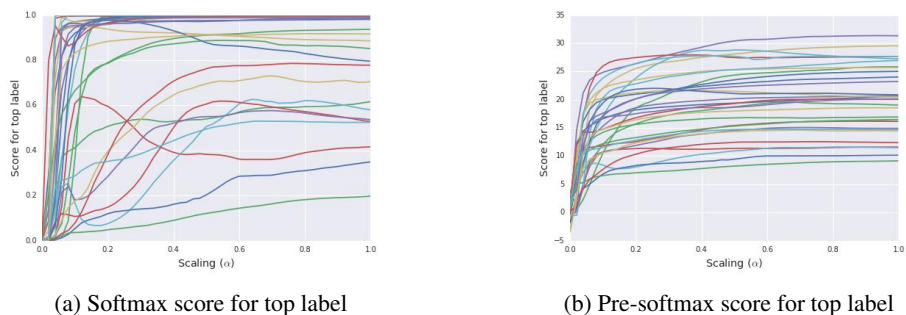 1.0
0.8
0.6
0.4
0.2
0.0
Score for top label
0.0 0.2 0.4 0.6 0.8 1.0
Scaling (α)
(a) Softmax score for top label
35
30
25
20
15
10
5
0
−5
Score for top label
0.0 0.2 0.4 0.6 0.8 1.0
Scaling (α)
(b) Pre-softmax score for top label